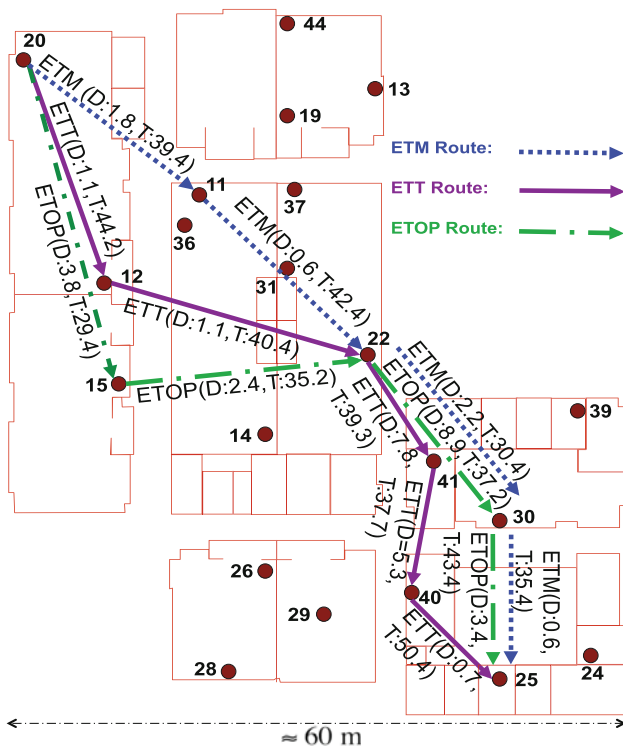 20
44
13
19
ETM (D:1.8,T:39.4)
ETT(D:1.1,T:44.2)
ETOP(D:3.8,T:29.4)
ETM Route:
ETT Route:
ETOP Route:
11
37
36
ETM(D:0.6,T:42.4)
31
12
ETT(D:1.1,T:40.4)
22
15
ETOP(D:2.4,T:35.2)
ETM(D:2.2,T:30.4)
ETOP(D:8.9,T:37.2)
ETT(D:7.8,
T:39.3)
39
14
41
30
ETT(D=5.3,
T:37.7)
ETOP(D:3.4,
T:43.4)
ETM(D:0.6,
T:35.4)
26
29
40
28
ETT(D:0.7,
T:50.4)
25
24
≈ 60 m